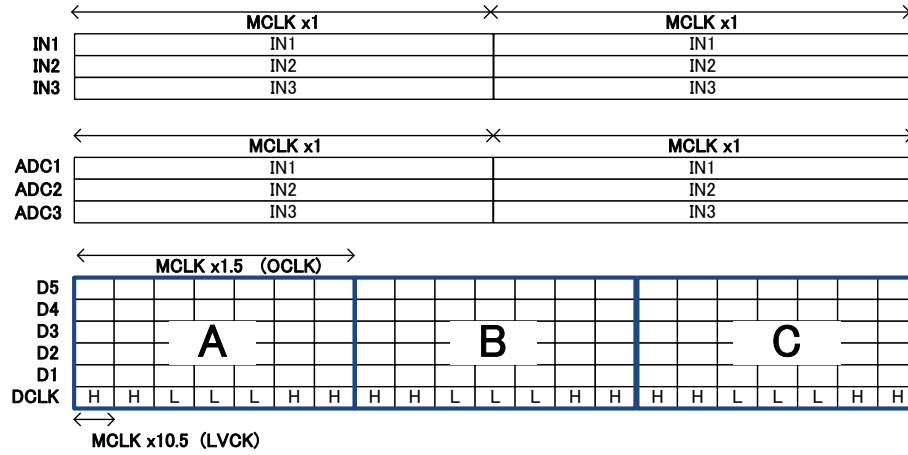 MCLK x1 MCLK x1
IN1 IN1 IN1
IN2 IN2 IN2
IN3 IN3 IN3
MCLK x1 MCLK x1
ADC1 IN1 IN1
ADC2 IN2 IN2
ADC3 IN3 IN3
MCLK x1.5 (OCLK)
D5
D4
D3
D2
D1
A B C
DCLK H H L L L H H H H L L L H H H H L L L H H
MCLK x10.5 (LVCK)